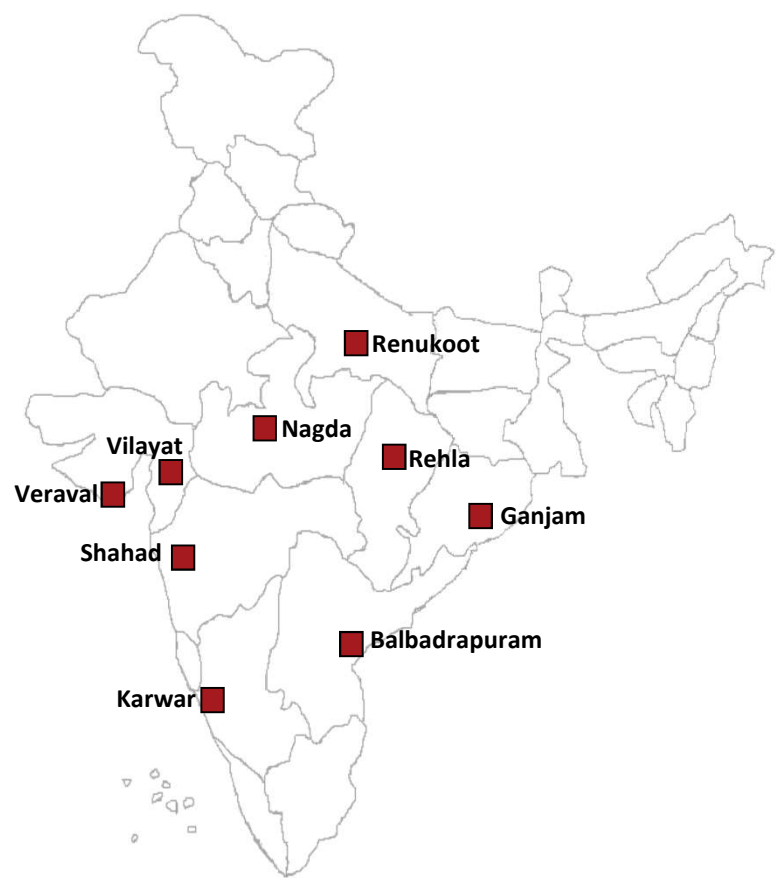 Renukoot
Nagda
Vilayat
Rehla
Veraval
Ganjam
Shahad
Balbadrapuram
Karwar